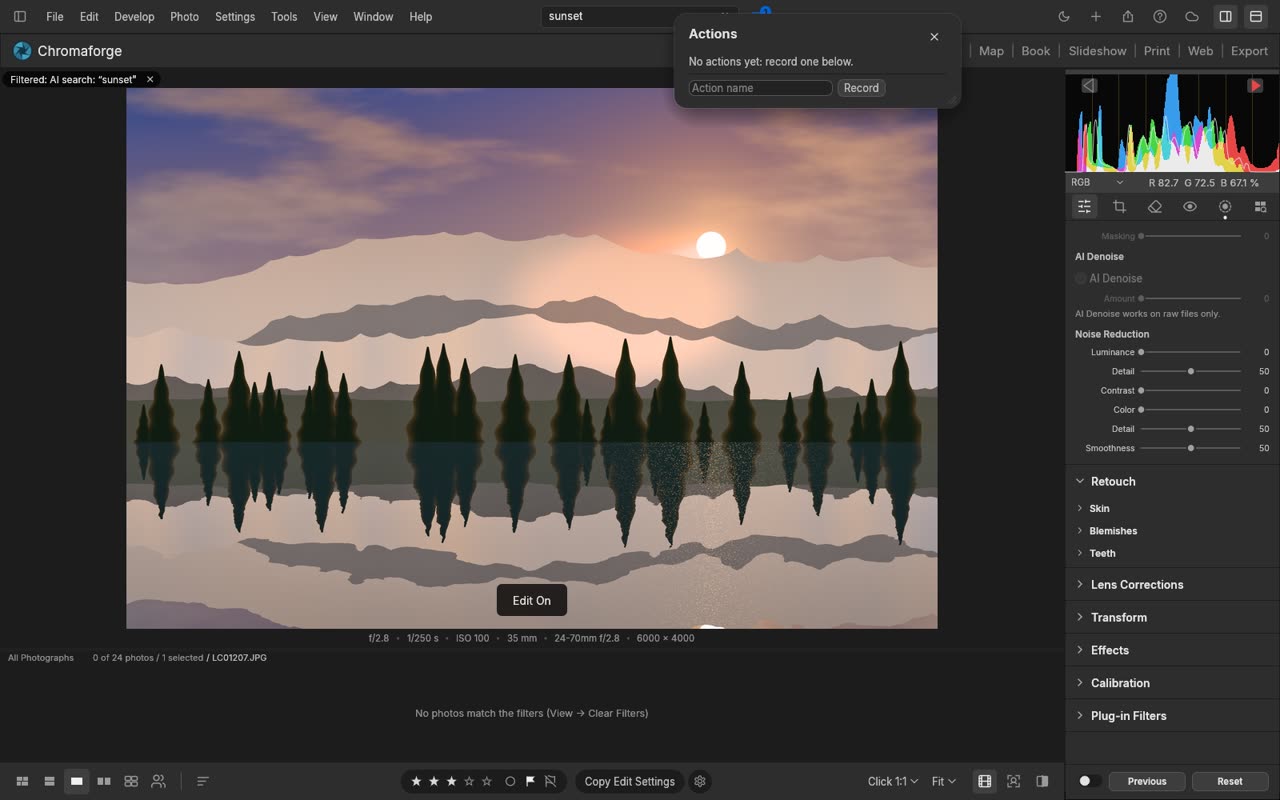 File Edit Develop Photo Settings Tools View Window Help
sunset
Chromaforge
Map Book Slideshow Print Web Export
Filtered: AI search: “sunset”
Actions
No actions yet: record one below.
Action name Record
RGB R 82.7 G 72.5 B 67.1 %
Masking 0
AI Denoise
AI Denoise
Amount 0
AI Denoise works on raw files only.
Noise Reduction
Luminance 0
Detail 50
Contrast 0
Color 0
Detail 50
Smoothness 50
Retouch
Skin
Blemishes
Teeth
Lens Corrections
Transform
Effects
Calibration
Plug-in Filters
Edit On
f/2.8 • 1/250 s • ISO 100 • 35 mm • 24-70mm f/2.8 • 6000 × 4000
All Photographs 0 of 24 photos / 1 selected / LC01207.JPG
No photos match the filters (View → Clear Filters)
Copy Edit Settings Click 1:1 Fit Previous Reset